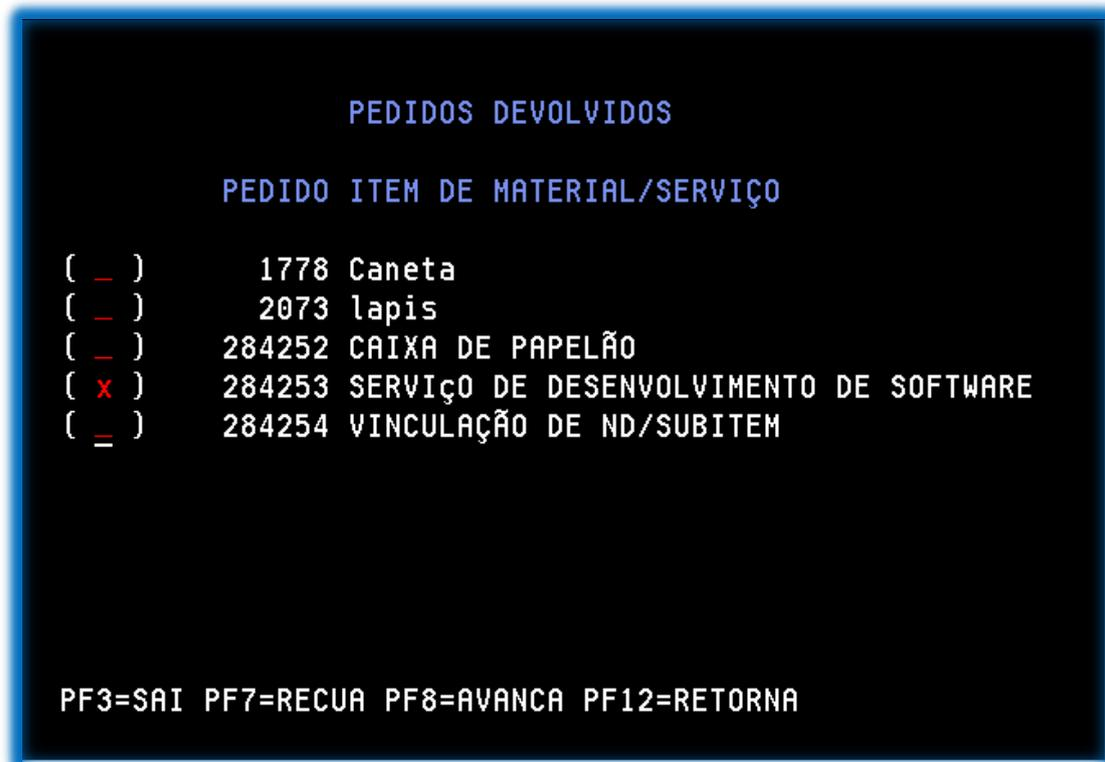 PEDIDOS DEVOLVIDOS
PEDIDO ITEM DE MATERIAL/SERVIÇO
( _ ) 1778 Caneta
( _ ) 2073 lapis
( _ ) 284252 CAIXA DE PAPELÃO
( x ) 284253 SERVIçO DE DESENVOLVIMENTO DE SOFTWARE
( _ ) 284254 VINCULAÇÃO DE ND/SUBITEM
PF3=SAI PF7=RECUA PF8=AVANCA PF12=RETORNA